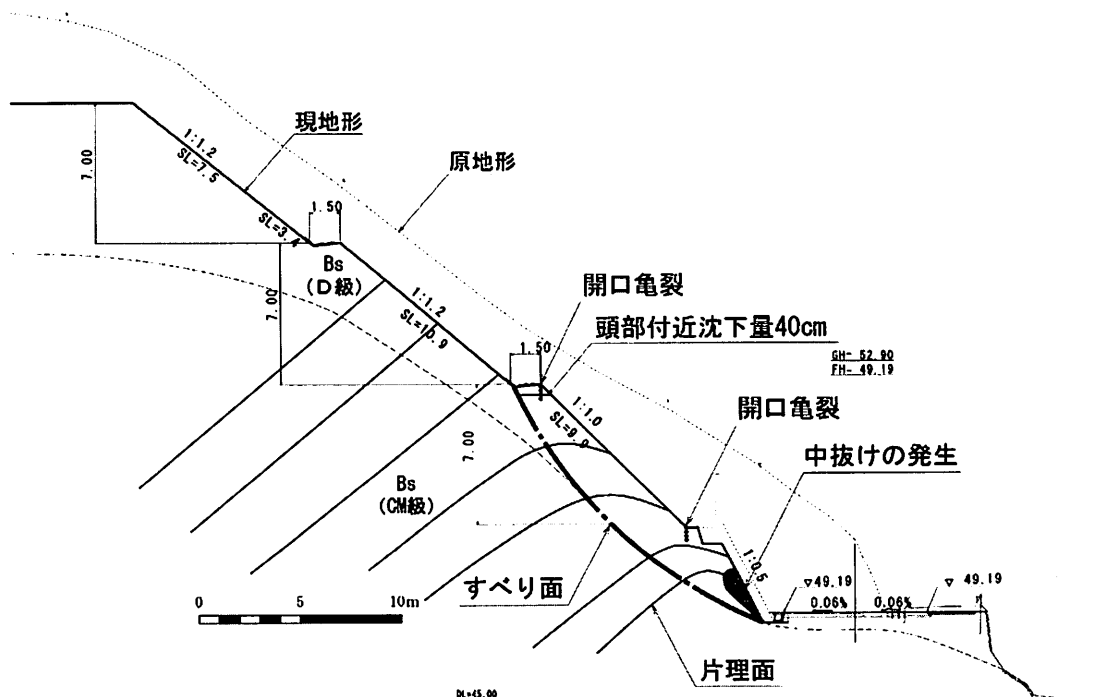 現地形
1:1.2
SL=7.5
7.00
原地形
1.50
SL=3.4
Bs
(D級)
7.00
1:1.2
SL=10.9
開口亀裂
頭部付近沈下量40cm
1.50
GH= 52.90
FH= 49.19
1:1.0
SL=9.9
開口亀裂
7.00
中抜けの発生
Bs
(CM級)
1:0.5
すべり面
▽49.19
▽ 49.19
0.06%
0.06%
0 5 10m
片理面
DL=45.00